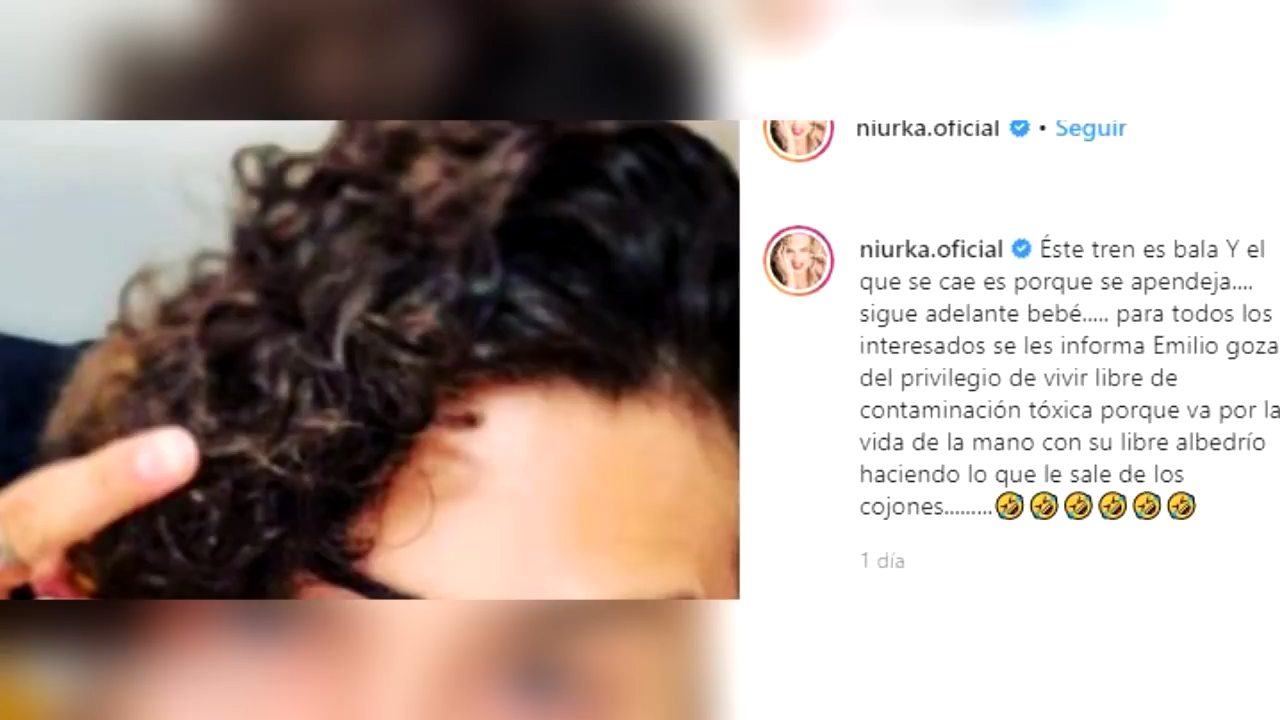 niurka.oficial • Seguir
niurka.oficial Éste tren es bala Y el
que se cae es porque se apendeja....
sigue adelante bebé..... para todos los
interesados se les informa Emilio goza
del privilegio de vivir libre de
contaminación tóxica porque va por la
vida de la mano con su libre albedrío
haciendo lo que le sale de los
cojones.........🤣🤣🤣🤣🤣🤣
1 día